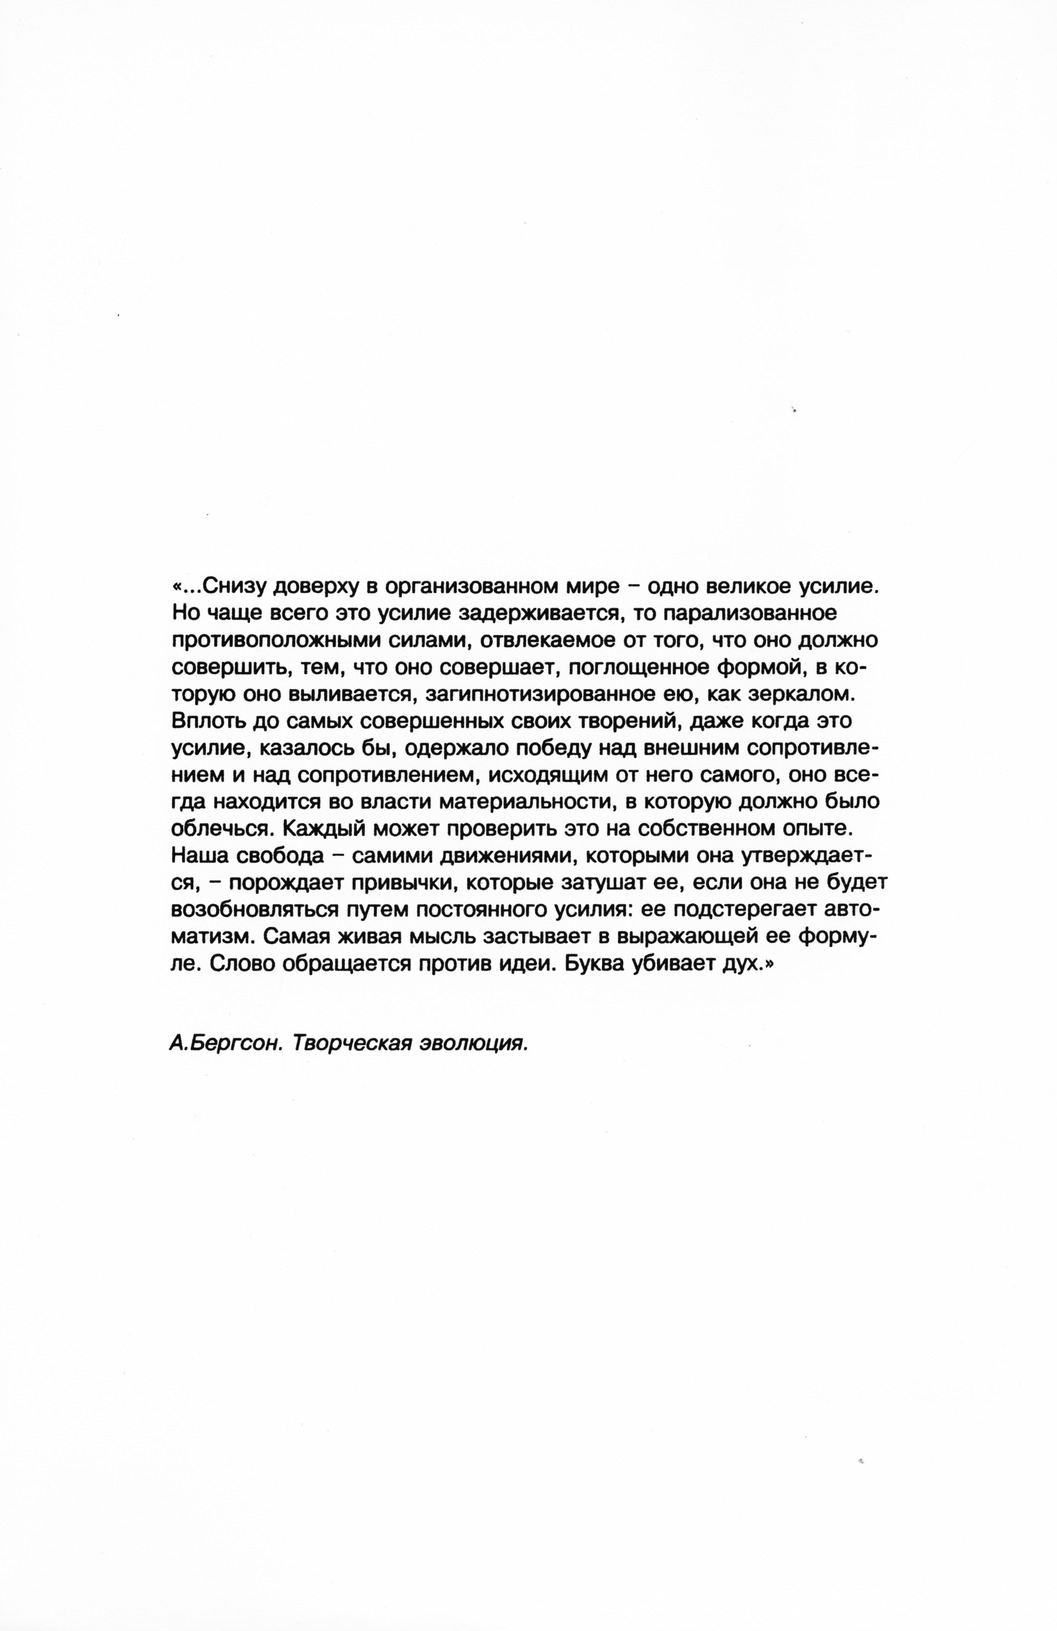 «...Снизу доверху в организованном мире – одно великое усилие.
Но чаще всего это усилие задерживается, то парализованное
противоположными силами, отвлекаемое от того, что оно должно
совершить, тем, что оно совершает, поглощенное формой, в ко-
торую оно выливается, загипнотизированное ею, как зеркалом.
Вплоть до самых совершенных своих творений, даже когда это
усилие, казалось бы, одержало победу над внешним сопротивле-
нием и над сопротивлением, исходящим от него самого, оно все-
гда находится во власти материальности, в которую должно было
облечься. Каждый может проверить это на собственном опыте.
Наша свобода – самими движениями, которыми она утверждает-
ся, – порождает привычки, которые затушат ее, если она не будет
возобновляться путем постоянного усилия: ее подстерегает авто-
матизм. Самая живая мысль застывает в выражающей ее форму-
ле. Слово обращается против идеи. Буква убивает дух.»
А.Бергсон. Творческая эволюция.